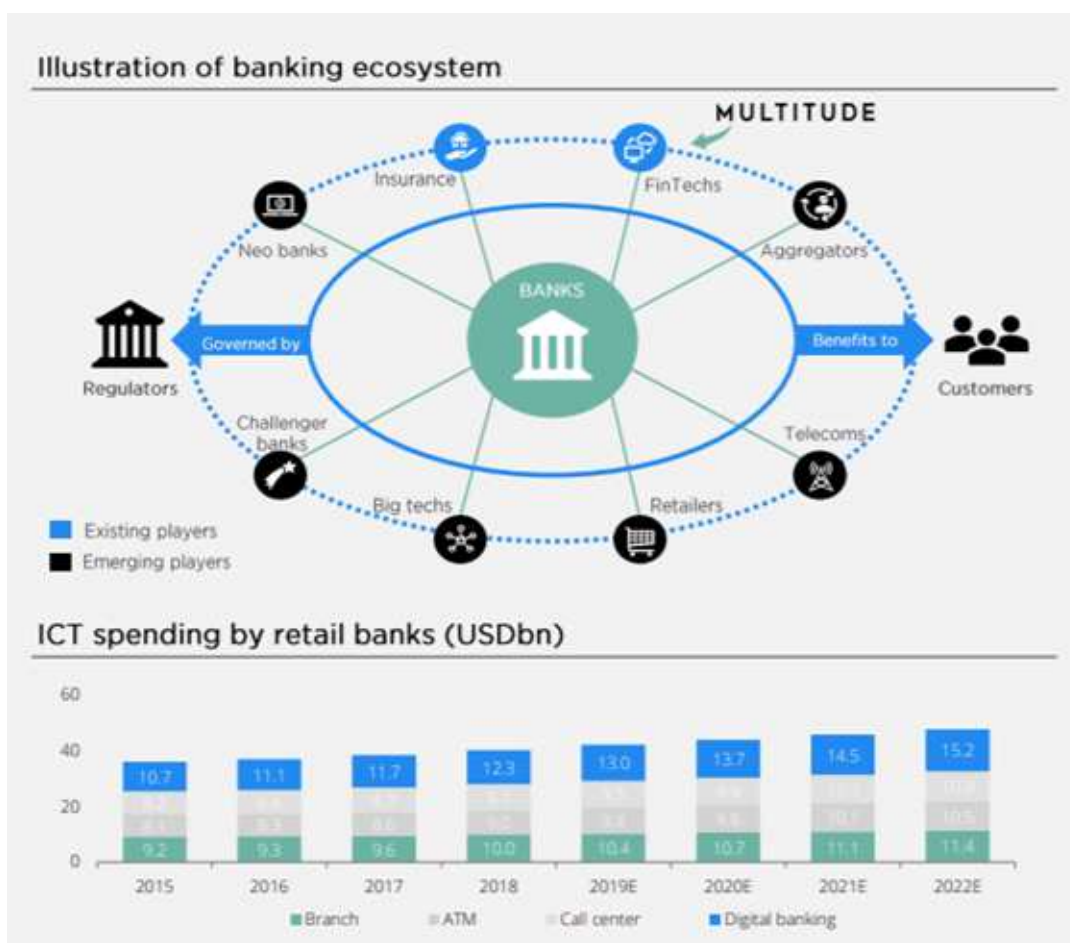 Illustration of banking ecosystem
MULTITUDE
Insurance
FinTechs
Neo banks
Aggregators
BANKS
Governed by
Benefits to
Regulators
Customers
Challenger
banks
Telecoms
Big techs
Retailers
Existing players
Emerging players
ICT spending by retail banks (USDbn)
60
40
20
0
10.7 11.1 11.7 12.3 13.0 13.7 14.5 15.2
9.2 9.3 9.6 10.0 10.4 10.7 11.1 11.4
2015 2016 2017 2018 2019E 2020E 2021E 2022E
Branch ATM Call center Digital banking